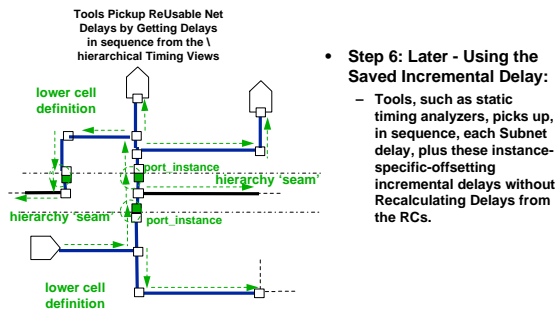 Tools Pickup ReUsable Net
Delays by Getting Delays
in sequence from the \
hierarchical Timing Views
lower cell
definition
port_instance
hierarchy 'seam'
hierarchy 'seam'
port_instance
lower cell
definition
• Step 6: Later - Using the
Saved Incremental Delay:
– Tools, such as static
timing analyzers, picks up,
in sequence, each Subnet
delay, plus these instance-
specific-offsetting
incremental delays without
Recalculating Delays from
the RCs.